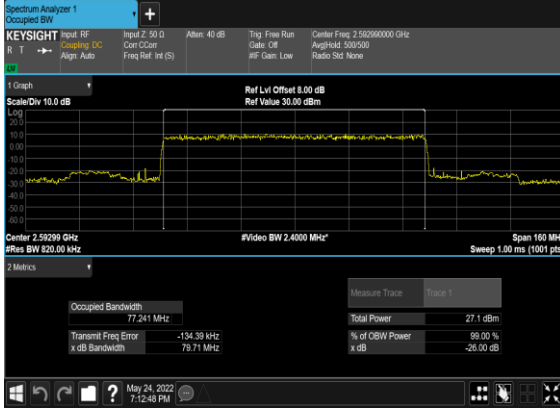 Spectrum Analyzer 1
Occupied BW
+
KEYSIGHT
R T
Input: RF
Coupling: DC
Align: Auto
Input Z: 50 Ω
Corr CCorr
Freq Ref: Int (S)
Atten: 40 dB
Trig: Free Run
Gate: Off
#IF Gain: Low
Center Freq: 2.592990000 GHz
Avg|Hold: 500/500
Radio Std: None
1 Graph
Scale/Div 10.0 dB
Ref Lvl Offset 8.00 dB
Ref Value 30.00 dBm
Log
20.0
10.0
0.00
-10.0
-20.0
-30.0
-40.0
-50.0
-60.0
Center 2.59299 GHz
#Res BW 820.00 kHz
#Video BW 2.4000 MHz*
Span 160 MH
Sweep 1.00 ms (1001 pts
2 Metrics
Measure Trace
Trace 1
Occupied Bandwidth
77.241 MHz
Total Power 27.1 dBm
Transmit Freq Error -134.39 kHz
% of OBW Power 99.00 %
x dB Bandwidth 79.71 MHz
x dB -26.00 dB
?
May 24, 2022
7:12:48 PM